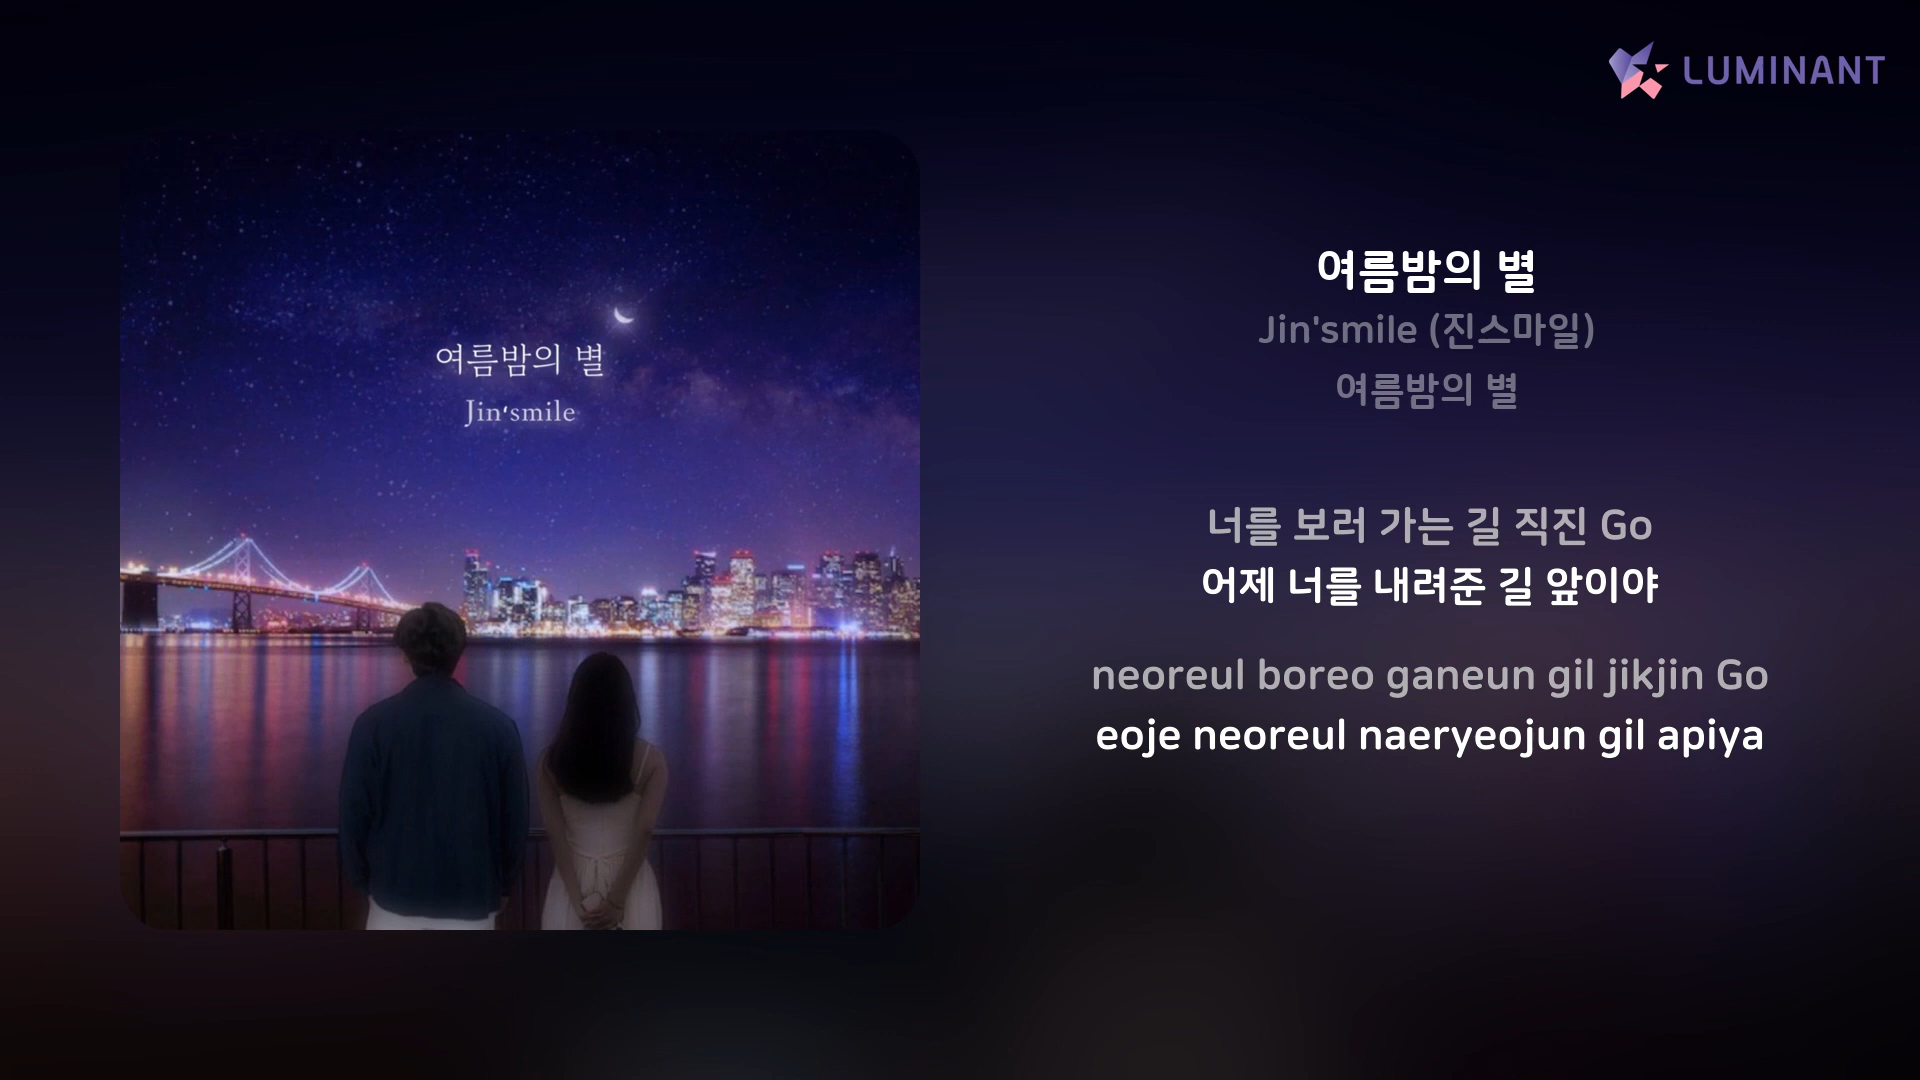 LUMINANT
여름밤의 별
Jin‘smile
여름밤의 별
Jin'smile (진스마일)
여름밤의 별
너를 보러 가는 길 직진 Go
어제 너를 내려준 길 앞이야
neoreul boreo ganeun gil jikjin Go
eoje neoreul naeryeojun gil apiya